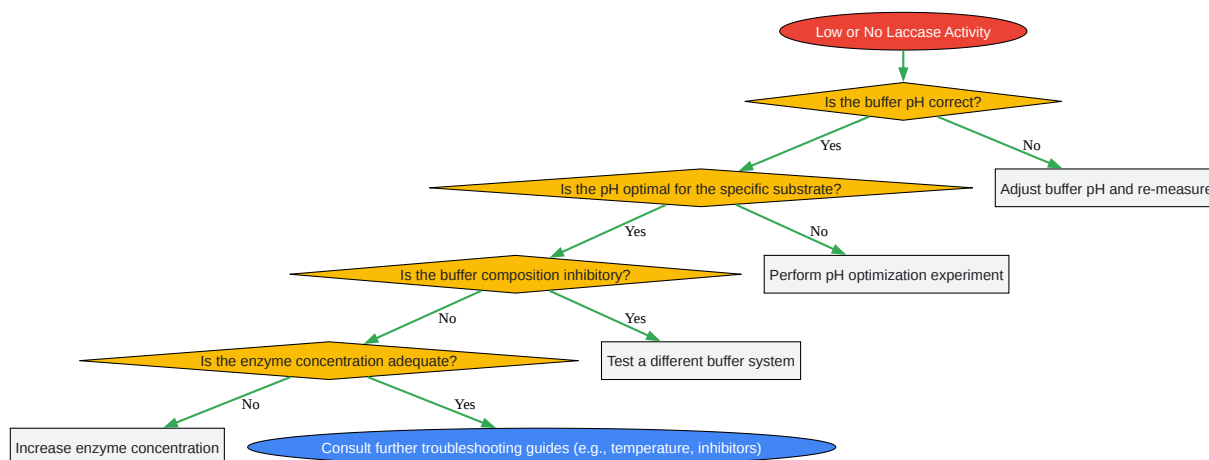 Low or No Laccase Activity
Is the buffer pH correct?
Yes
No
Is the pH optimal for the specific substrate?
Adjust buffer pH and re-measure
Yes
No
Is the buffer composition inhibitory?
Perform pH optimization experiment
No
Yes
Is the enzyme concentration adequate?
Test a different buffer system
No
Yes
Increase enzyme concentration
Consult further troubleshooting guides (e.g., temperature, inhibitors)